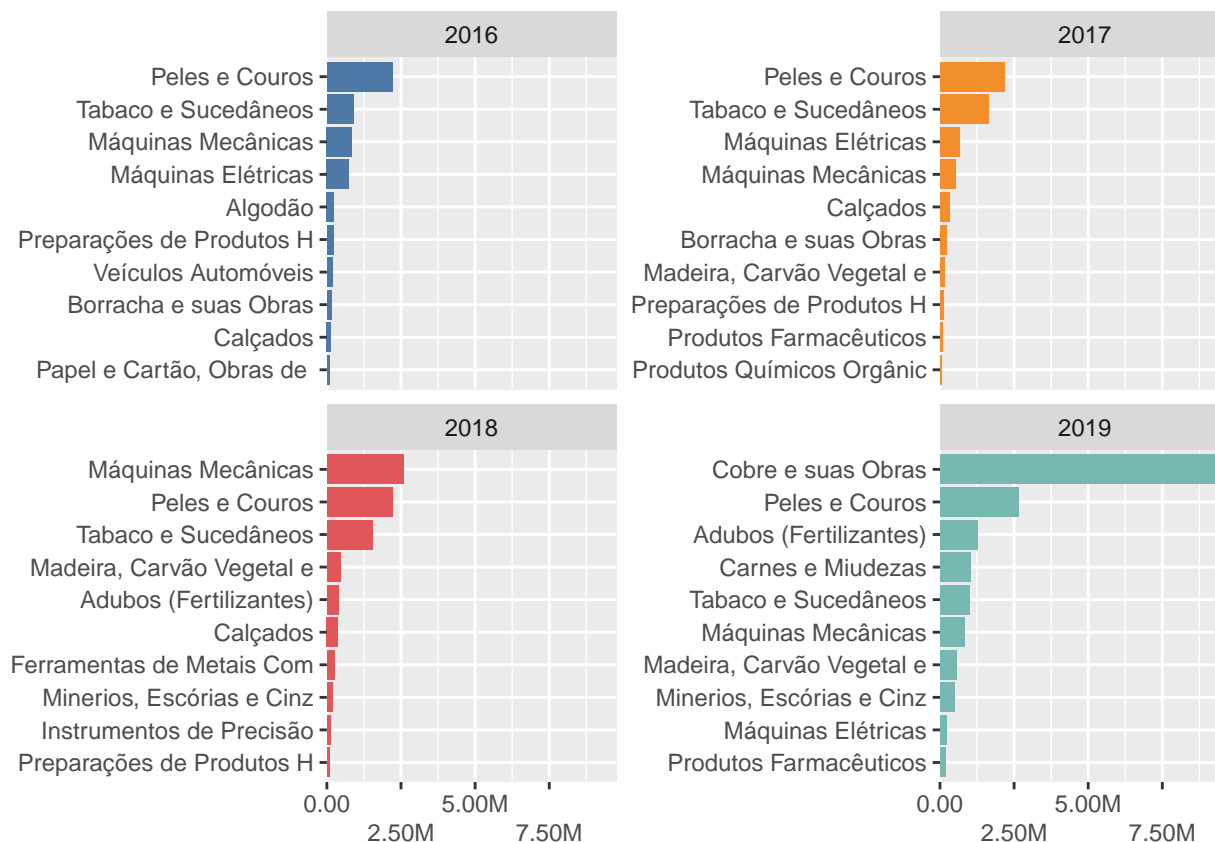 2016
Peles e Couros
Tabaco e Sucedâneos
Máquinas Mecânicas
Máquinas Elétricas
Algodão
Preparações de Produtos H
Veículos Automóveis
Borracha e suas Obras
Calçados
Papel e Cartão, Obras de
2017
Peles e Couros
Tabaco e Sucedâneos
Máquinas Elétricas
Máquinas Mecânicas
Calçados
Borracha e suas Obras
Madeira, Carvão Vegetal e
Preparações de Produtos H
Produtos Farmacêuticos
Produtos Químicos Orgânic
2018
Máquinas Mecânicas
Peles e Couros
Tabaco e Sucedâneos
Madeira, Carvão Vegetal e
Adubos (Fertilizantes)
Calçados
Ferramentas de Metais Com
Minerios, Escórias e Cinz
Instrumentos de Precisão
Preparações de Produtos H
0.00 5.00M
2.50M 7.50M
2019
Cobre e suas Obras
Peles e Couros
Adubos (Fertilizantes)
Carnes e Miudezas
Tabaco e Sucedâneos
Máquinas Mecânicas
Madeira, Carvão Vegetal e
Minerios, Escórias e Cinz
Máquinas Elétricas
Produtos Farmacêuticos
0.00 5.00M
2.50M 7.50M